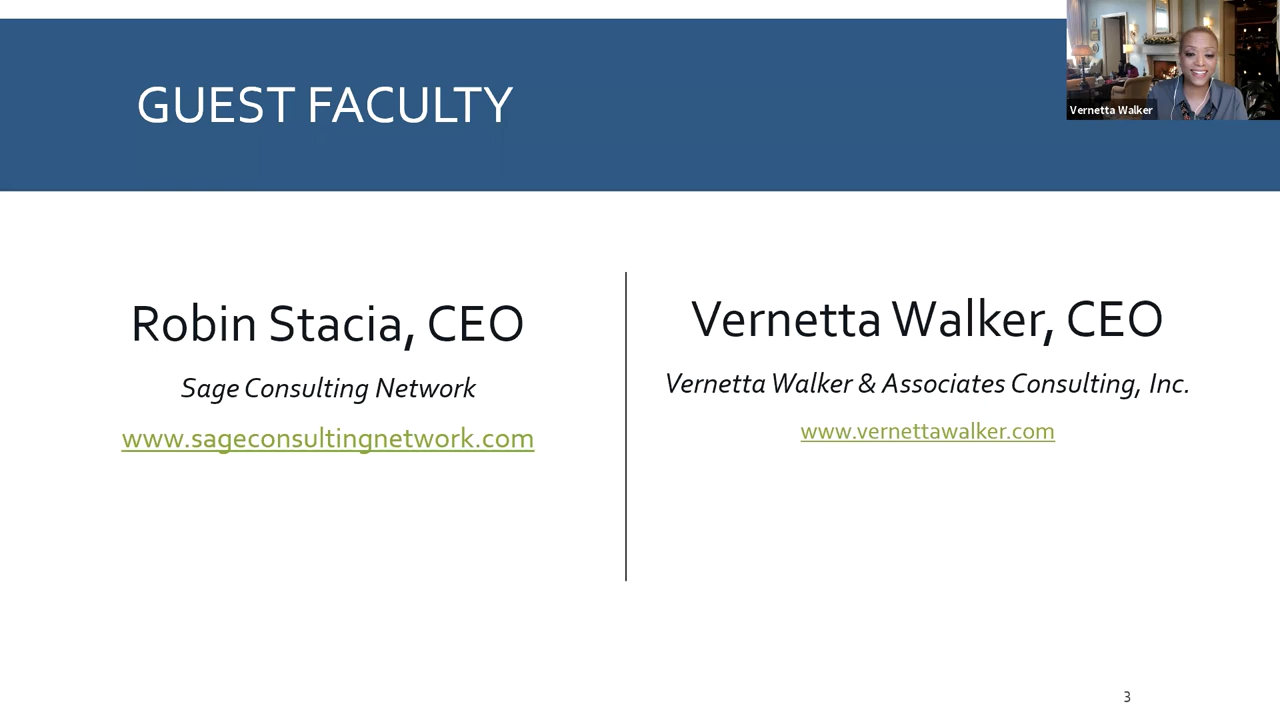 GUEST FACULTY
Vernetta Walker
Robin Stacia, CEO
Sage Consulting Network
www.sageconsultingnetwork.com
Vernetta Walker, CEO
Vernetta Walker & Associates Consulting, Inc.
www.vernettawalker.com
3